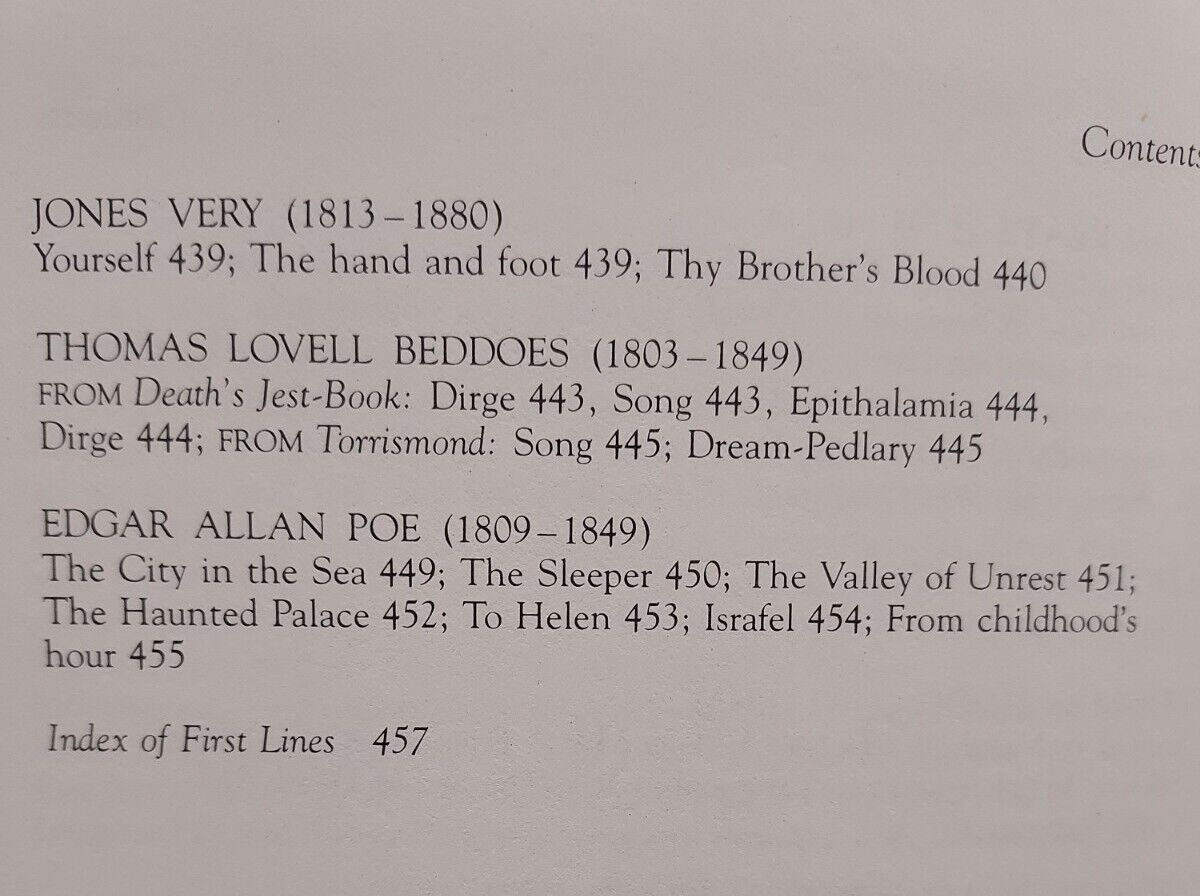 Contents
JONES VERY (1813–1880)
Yourself 439; The hand and foot 439; Thy Brother's Blood 440
THOMAS LOVELL BEDDOES (1803–1849)
FROM Death's Jest-Book: Dirge 443, Song 443, Epithalamia 444,
Dirge 444; FROM Torrismond: Song 445; Dream-Pedlary 445
EDGAR ALLAN POE (1809–1849)
The City in the Sea 449; The Sleeper 450; The Valley of Unrest 451;
The Haunted Palace 452; To Helen 453; Israfel 454; From childhood's
hour 455
Index of First Lines 457